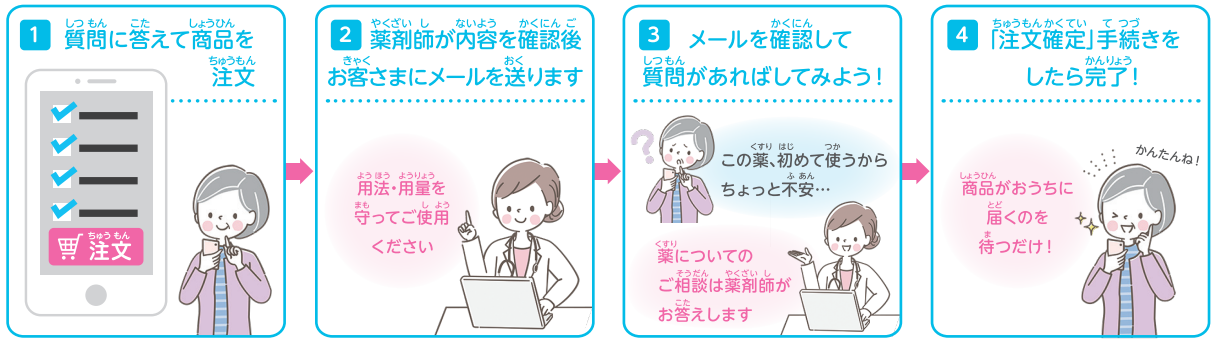 1 質問に答えて商品を
注文
注文
2 薬剤師が内容を確認後
お客さまにメールを送ります
用法・用量を
守ってご使用
ください
3 メールを確認して
質問があればしてみよう!
この薬、初めて使うから
ちょっと不安…
薬についての
ご相談は薬剤師が
お答えします
4 「注文確定」手続きを
したら完了!
かんたんね!
商品がおうちに
届くのを
待つだけ!